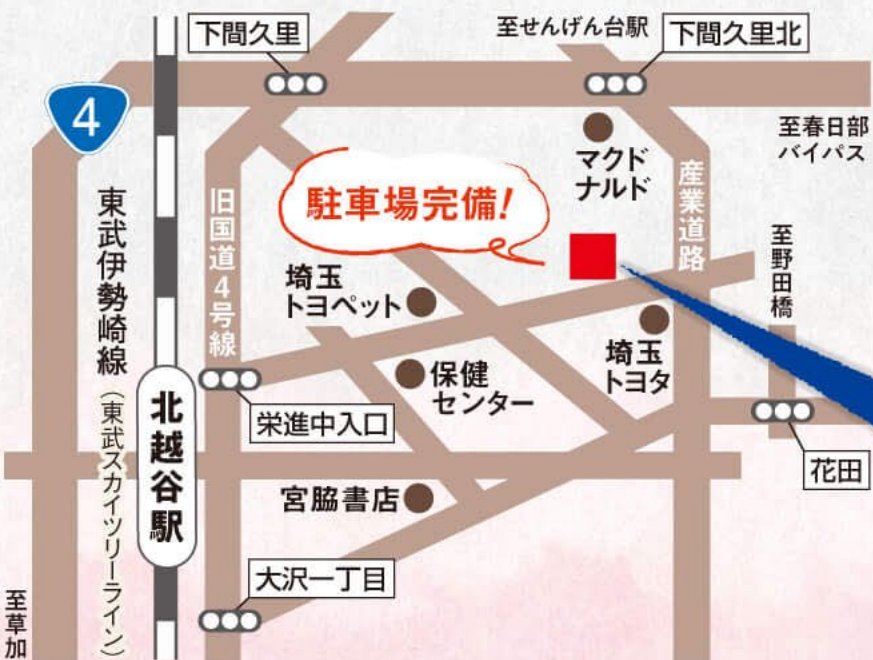 下間久里
至せんげん台駅
下間久里北
4
至春日部
バイパス
マクド
ナルド
駐車場完備!
産業道路
東武伊勢崎線
(東武スカイツリーライン)
旧国道4号線
至野田橋
埼玉
トヨペット
埼玉
トヨタ
保健
センター
北越谷駅
栄進中入口
花田
宮脇書店
大沢一丁目
至草加